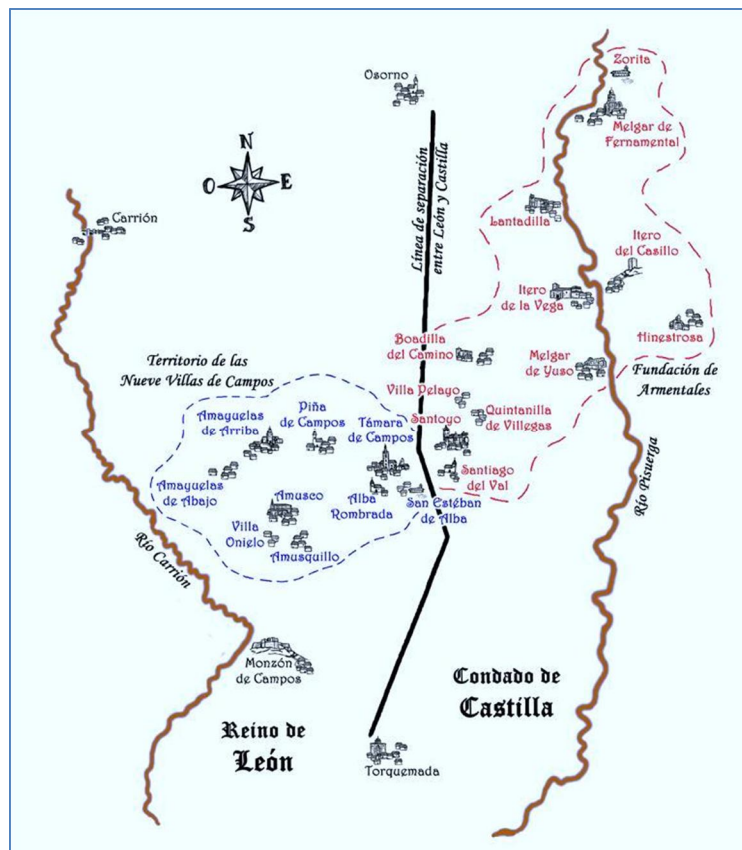 Zorita
Osorno
Melgar de
Fernamental
N
O
E
S
Línea de separación
entre León y Castilla
Carrión
Lantadilla
Itero
del Casillo
Itero
de la Vega
Boadilla
del Camino
Hinestrosa
Territorio de las
Nueve Villas de Campos
Melgar
de Yuso
Fundación de
Armentales
Villa Pelayo
Amayuelas
de Arriba
Piña
de Campos
Támara
de Campos
Santoyo
Quintanilla
de Villegas
Amayuelas
de Abajo
Amusco
Alba
Rombrada
Santiago
del Val
San Estéban
de Alba
Río Pisuerga
Villa
Onielo
Amusquillo
Río Carrión
Monzón
de Campos
Condado de
Castilla
Reino de
León
Torquemada